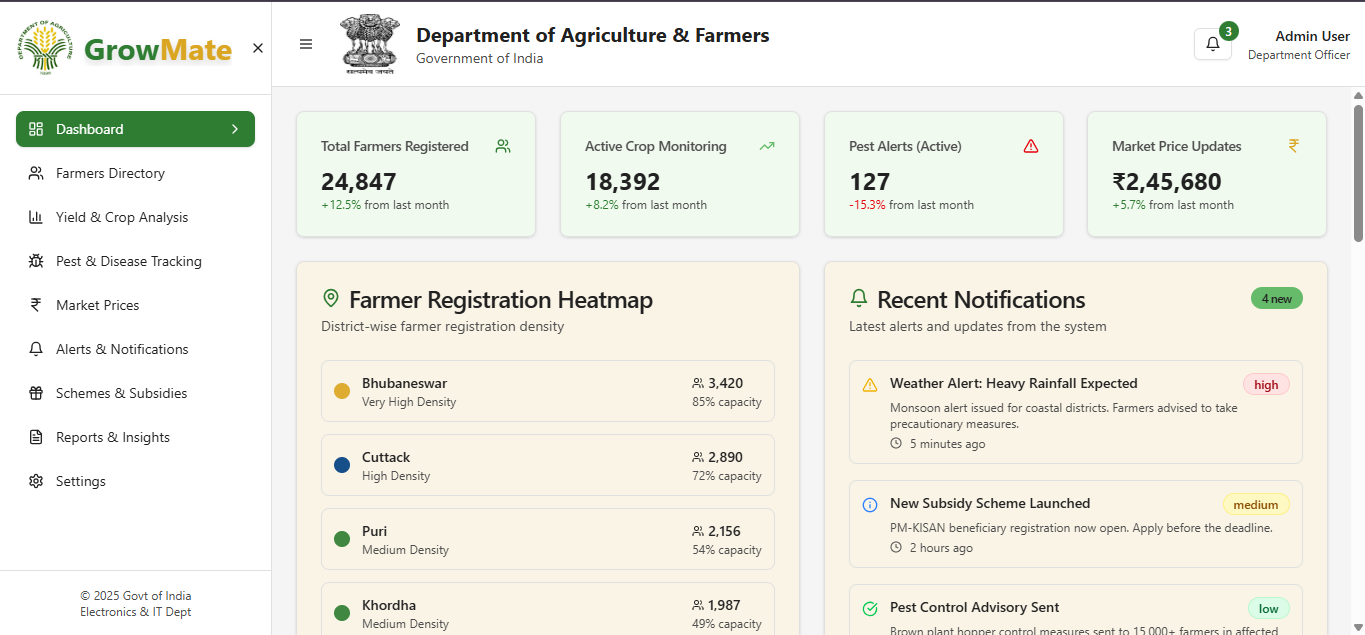 DEPARTMENT OF AGRICULTURE
GrowMate
Dashboard
Farmers Directory
Yield & Crop Analysis
Pest & Disease Tracking
Market Prices
Alerts & Notifications
Schemes & Subsidies
Reports & Insights
Settings
© 2025 Govt of India
Electronics & IT Dept
सत्यमेव जयते
Department of Agriculture & Farmers
Government of India
3
Admin User
Department Officer
Total Farmers Registered
24,847
+12.5% from last month
Active Crop Monitoring
18,392
+8.2% from last month
Pest Alerts (Active)
127
-15.3% from last month
Market Price Updates
₹
₹2,45,680
+5.7% from last month
Farmer Registration Heatmap
District-wise farmer registration density
Bhubaneswar
3,420
Very High Density
85% capacity
Cuttack
2,890
High Density
72% capacity
Puri
2,156
Medium Density
54% capacity
Khordha
1,987
Medium Density
49% capacity
Recent Notifications
4 new
Latest alerts and updates from the system
Weather Alert: Heavy Rainfall Expected
high
Monsoon alert issued for coastal districts. Farmers advised to take
precautionary measures.
5 minutes ago
New Subsidy Scheme Launched
medium
PM-KISAN beneficiary registration now open. Apply before the deadline.
2 hours ago
Pest Control Advisory Sent
low
Brown plant hopper control measures sent to 15,000+ farmers in affected